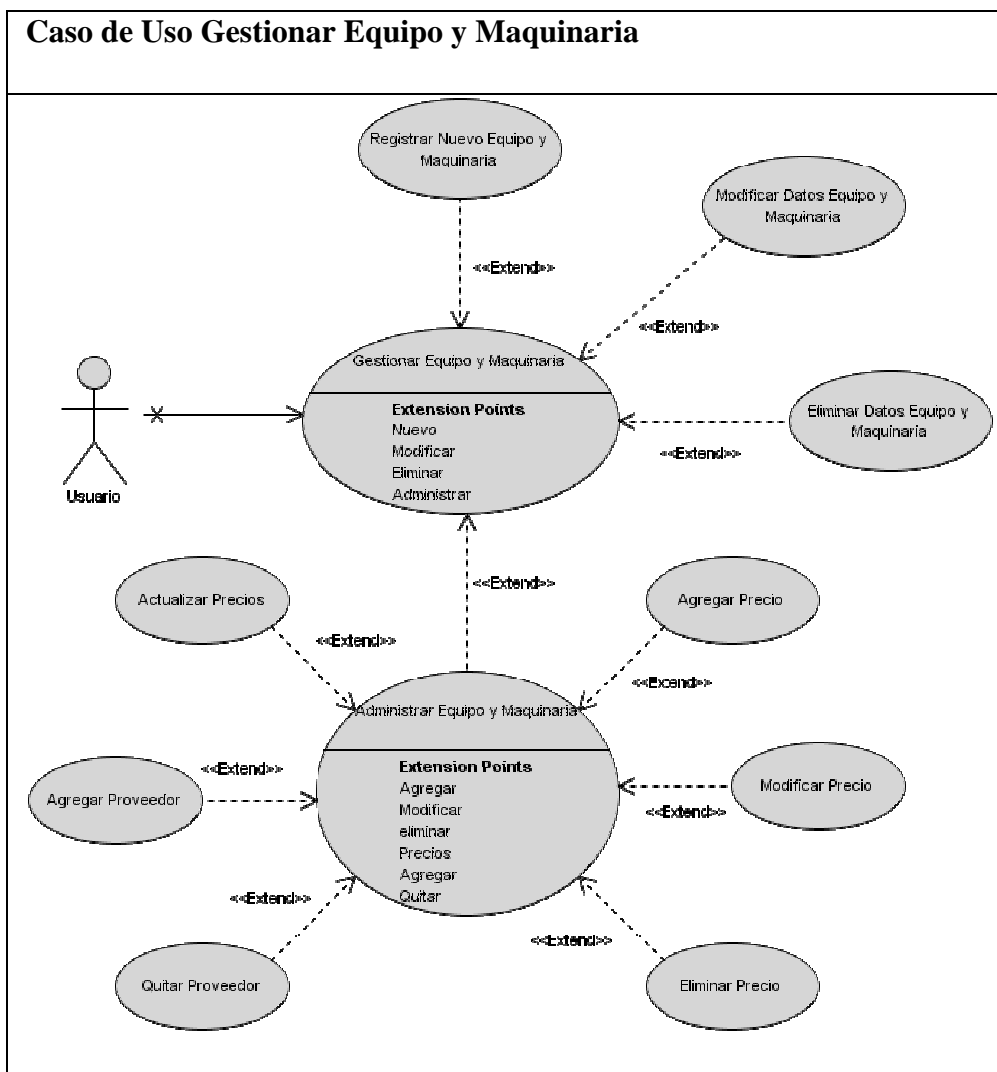 Caso de Uso Gestionar Equipo y Maquinaria
Registrar Nuevo Equipo y
Maquinaria
Modificar Datos Equipo y
Maquinaria
<<Extend>>
<<Extend>>
Gestionar Equipo y Maquinaria
Extension Points
Nuevo
Modificar
Eliminar
Administrar
Eliminar Datos Equipo y
Maquinaria
<<Extend>>
Usuario
<<Extend>>
Actualizar Precios
<<Extend>>
Agregar Precio
<<Extend>>
Administrar Equipo y Maquinaria
Extension Points
Agregar
Modificar
eliminar
Precios
Agregar
Quitar
<<Extend>>
Agregar Proveedor
Modificar Precio
<<Extend>>
<<Extend>>
Quitar Proveedor
<<Extend>>
Eliminar Precio